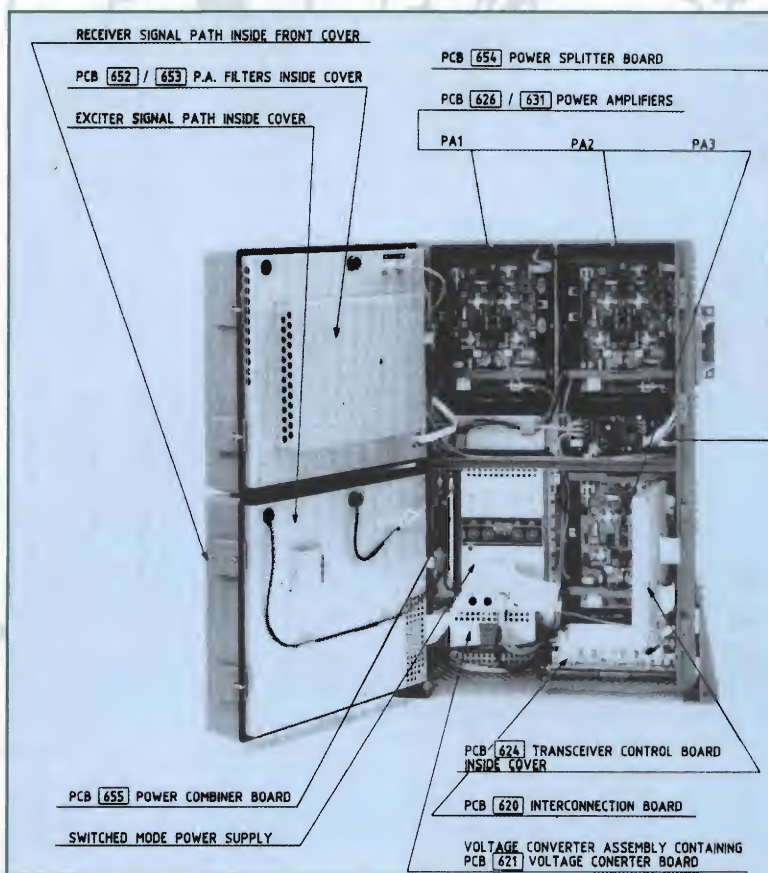 RECEIVER SIGNAL PATH INSIDE FRONT COVER
PCB 652 / 653 P.A. FILTERS INSIDE COVER
EXCITER SIGNAL PATH INSIDE COVER
PCB 654 POWER SPLITTER BOARD
PCB 626 / 631 POWER AMPLIFIERS
PA1 PA2 PA3
PCB 624 TRANSCEIVER CONTROL BOARD
INSIDE COVER
PCB 655 POWER COMBINER BOARD
PCB 620 INTERCONNECTION BOARD
SWITCHED MODE POWER SUPPLY
VOLTAGE CONVERTER ASSEMBLY CONTAINING
PCB 621 VOLTAGE CONERTER BOARD